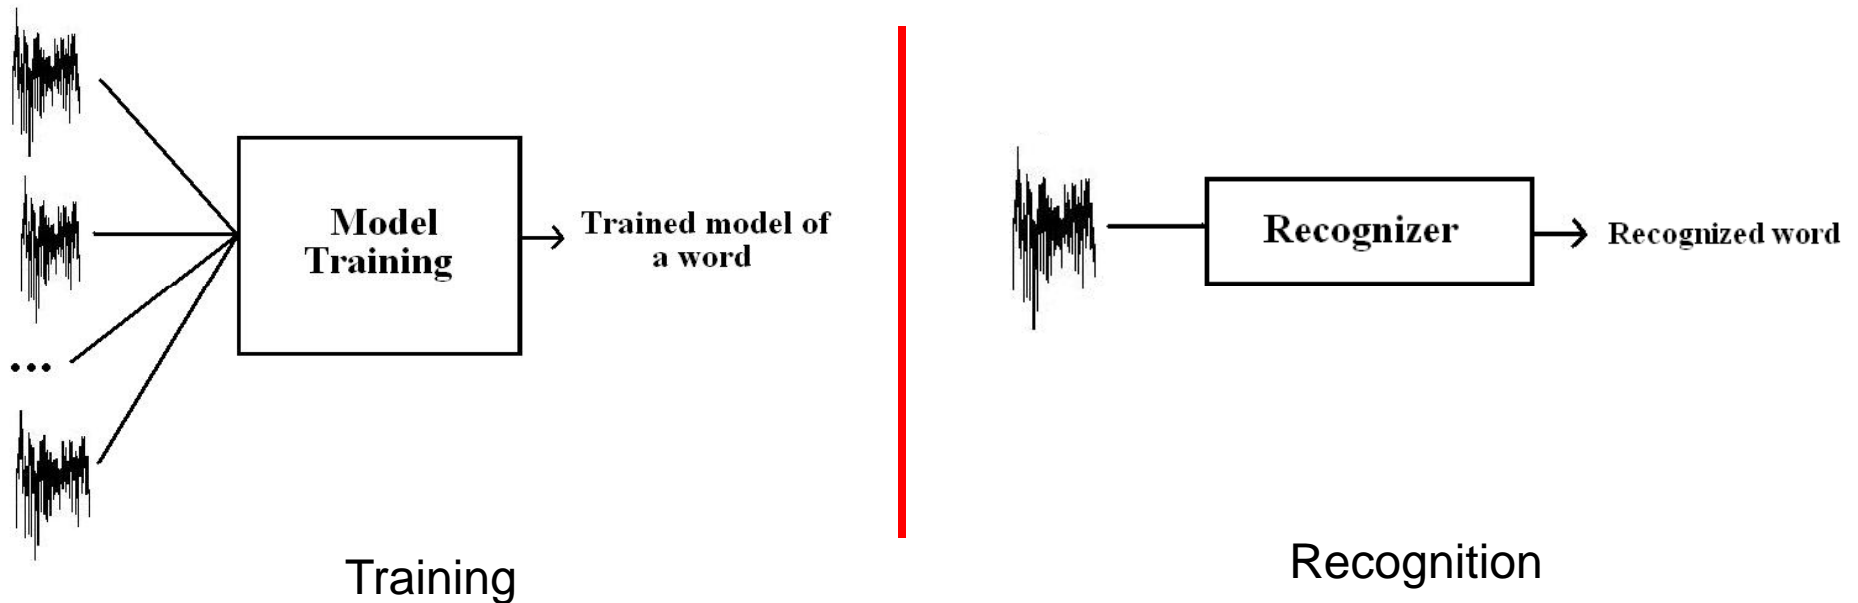 Model
Training
Trained model of
a word
...
Training
Recognizer
Recognized word
Recognition